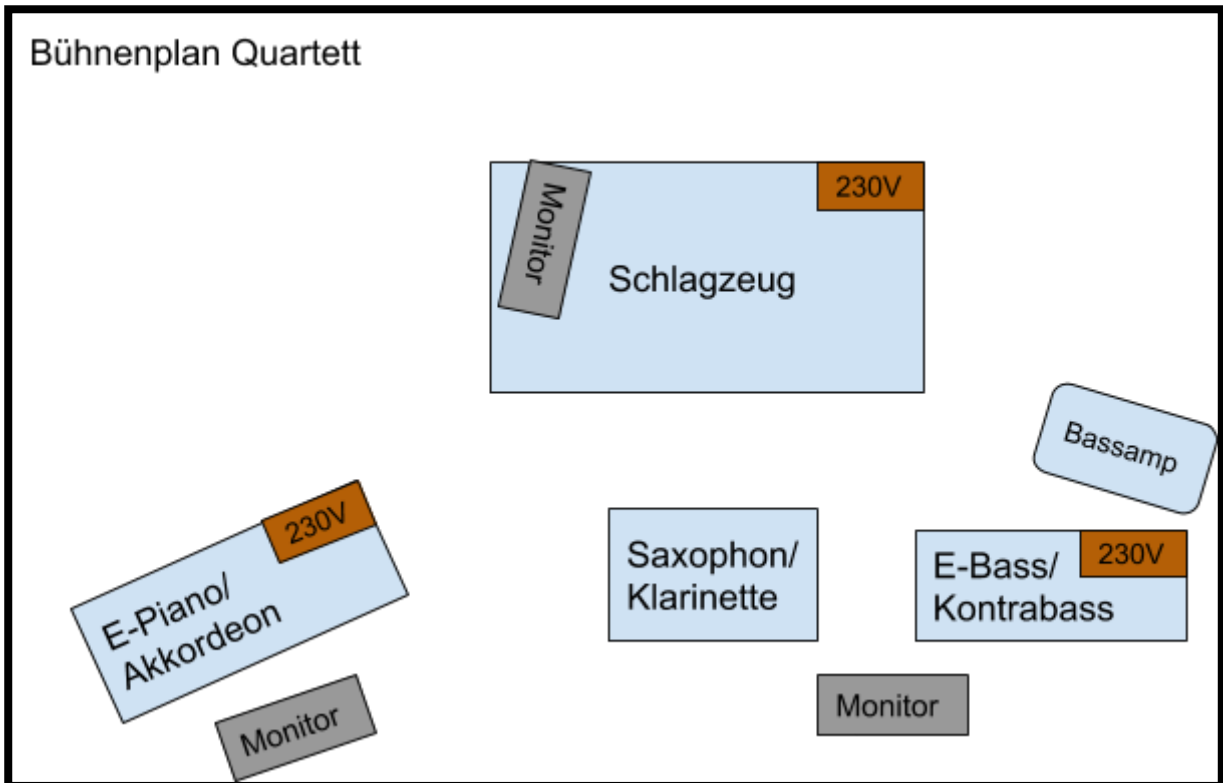 Bühnenplan Quartett
Monitor
230V
Schlagzeug
Bassamp
230V
E-Piano/
Akkordeon
Saxophon/
Klarinette
E-Bass/
Kontrabass
230V
Monitor
Monitor